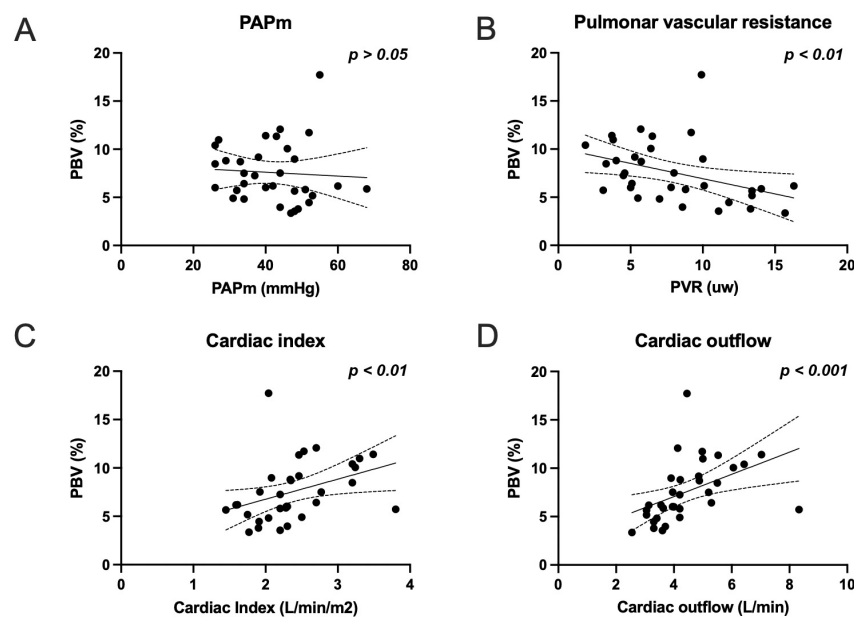 A
PAPm
p > 0.05
PBV (%)
20
15
10
5
0
0 20 40 60 80
PAPm (mmHg)
B
Pulmonar vascular resistance
p < 0.01
PBV (%)
20
15
10
5
0
0 5 10 15 20
PVR (uw)
C
Cardiac index
p < 0.01
PBV (%)
20
15
10
5
0
0 1 2 3 4
Cardiac Index (L/min/m2)
D
Cardiac outflow
p < 0.001
PBV (%)
20
15
10
5
0
0 2 4 6 8 10
Cardiac outflow (L/min)